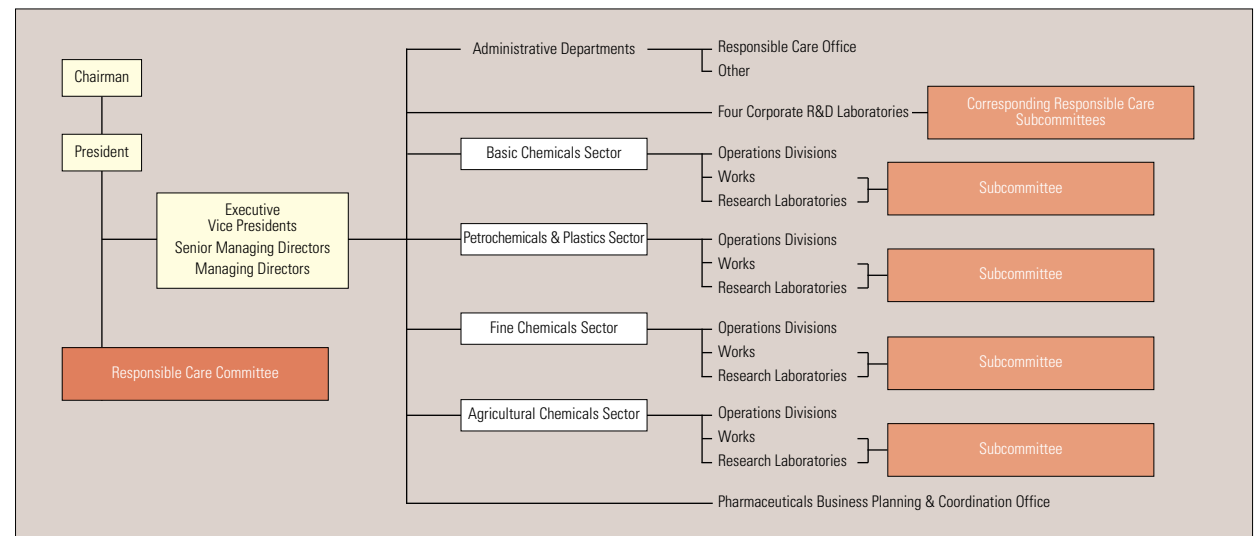 Chairman
President
Executive
Vice Presidents
Senior Managing Directors
Managing Directors
Responsible Care Committee
Administrative Departments
Responsible Care Office
Other
Four Corporate R&D Laboratories
Corresponding Responsible Care
Subcommittees
Basic Chemicals Sector
Operations Divisions
Works
Research Laboratories
Subcommittee
Petrochemicals & Plastics Sector
Operations Divisions
Works
Research Laboratories
Subcommittee
Fine Chemicals Sector
Operations Divisions
Works
Research Laboratories
Subcommittee
Agricultural Chemicals Sector
Operations Divisions
Works
Research Laboratories
Subcommittee
Pharmaceuticals Business Planning & Coordination Office